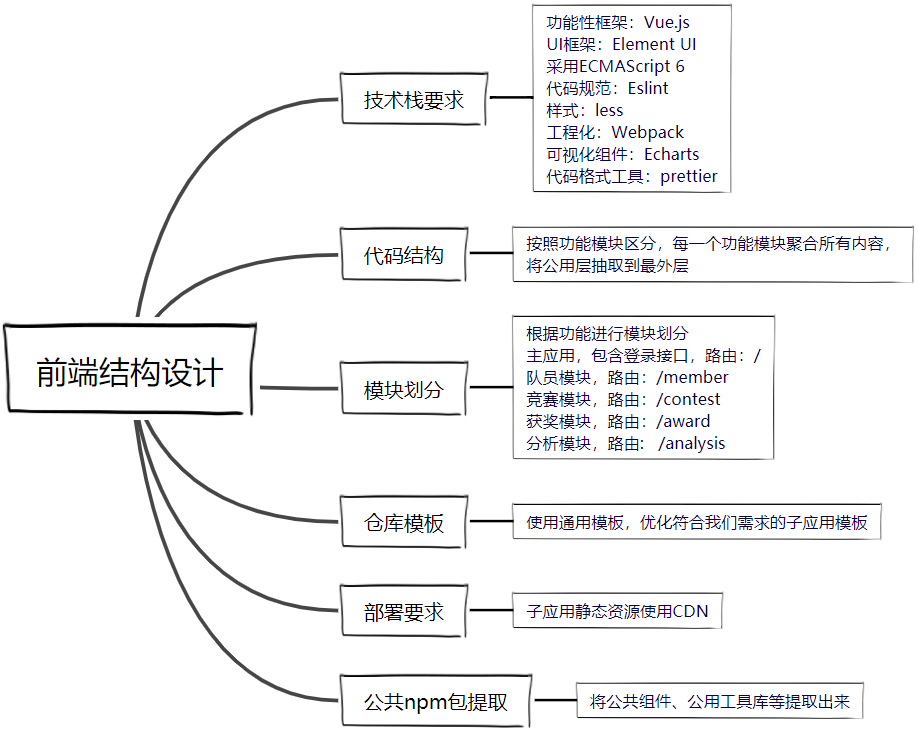 前端结构设计
技术栈要求
功能性框架：Vue.js
UI框架：Element UI
采用ECMAScript 6
代码规范：Eslint
样式：less
工程化：Webpack
可视化组件：Echarts
代码格式工具：prettier
代码结构
按照功能模块区分，每一个功能模块聚合所有内容，
将公用层抽取到最外层
模块划分
根据功能进行模块划分
主应用，包含登录接口，路由：/
队员模块，路由：/member
竞赛模块，路由：/contest
获奖模块，路由：/award
分析模块，路由： /analysis
仓库模板
使用通用模板，优化符合我们需求的子应用模板
部署要求
子应用静态资源使用CDN
公共npm包提取
将公共组件、公用工具库等提取出来